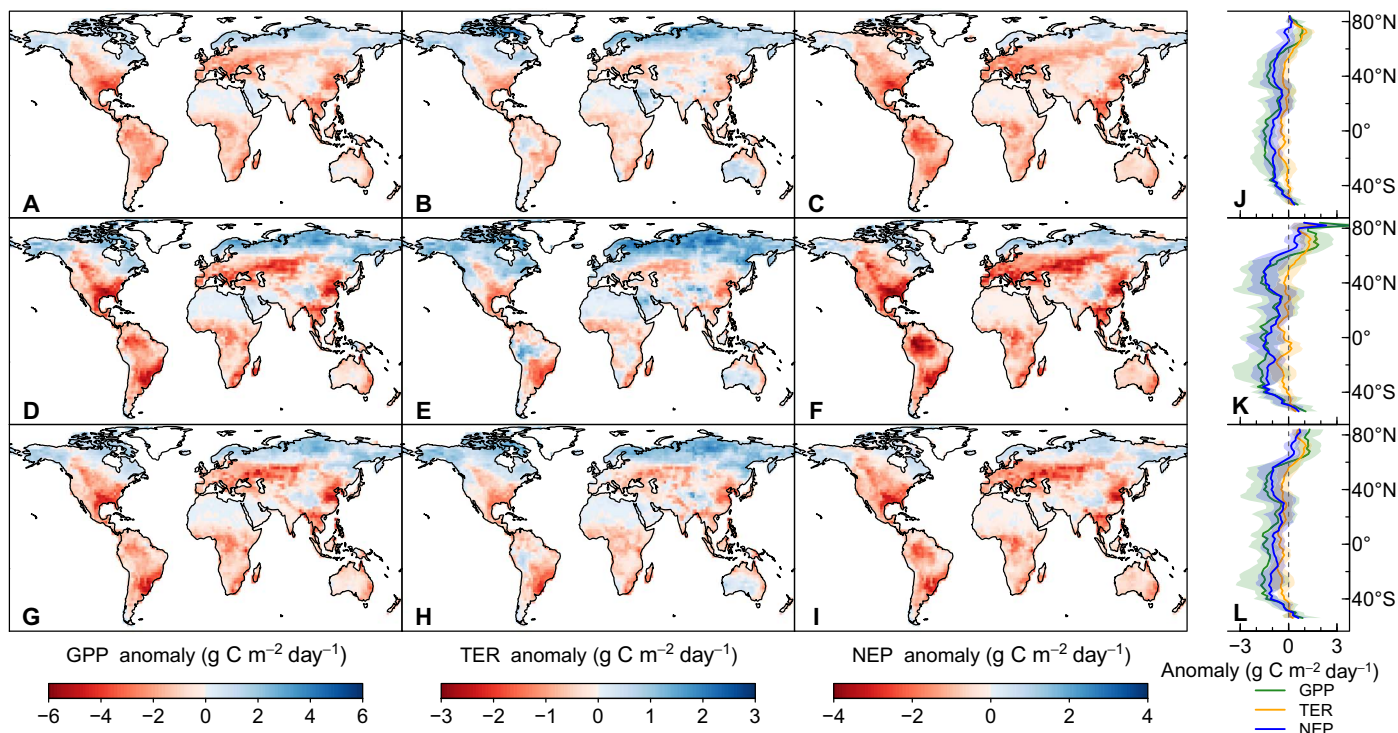 A
B
C
J
80°N
40°N
0°
40°S
D
E
F
K
80°N
40°N
0°
40°S
G
H
I
L
80°N
40°N
0°
40°S
−3 0 3
GPP anomaly (g C m⁻² day⁻¹)
TER anomaly (g C m⁻² day⁻¹)
NEP anomaly (g C m⁻² day⁻¹)
Anomaly (g C m⁻² day⁻¹)
−6 −4 −2 0 2 4 6
−3 −2 −1 0 1 2 3
−4 −2 0 2 4
GPP
TER
NEP